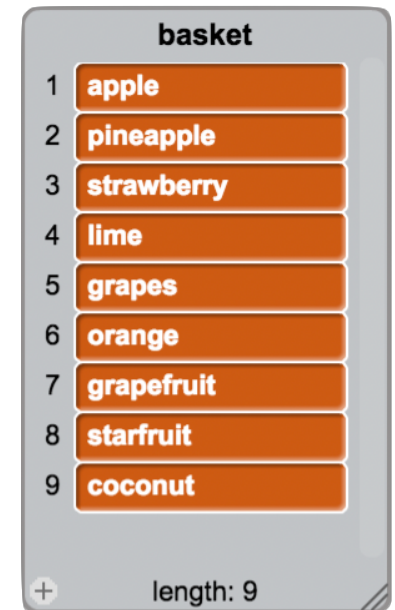 basket
1 apple
2 pineapple
3 strawberry
4 lime
5 grapes
6 orange
7 grapefruit
8 starfruit
9 coconut
+ length: 9